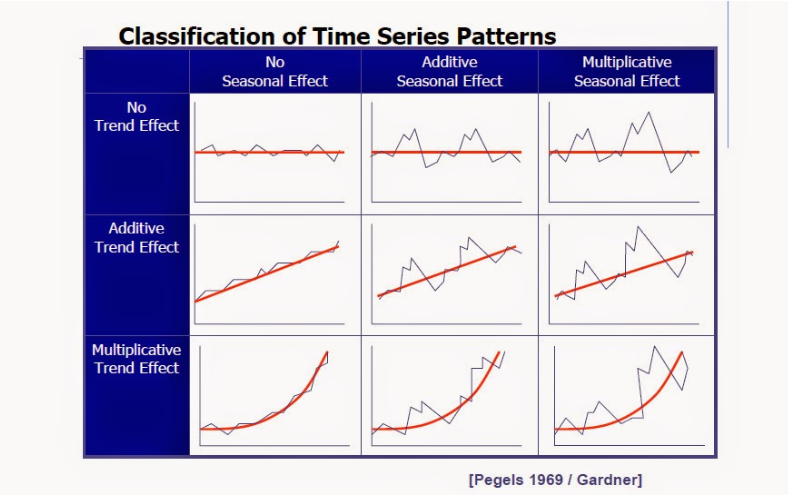 Classification of Time Series Patterns
No
Seasonal Effect
Additive
Seasonal Effect
Multiplicative
Seasonal Effect
No
Trend Effect
Additive
Trend Effect
Multiplicative
Trend Effect
[Pegels 1969 / Gardner]